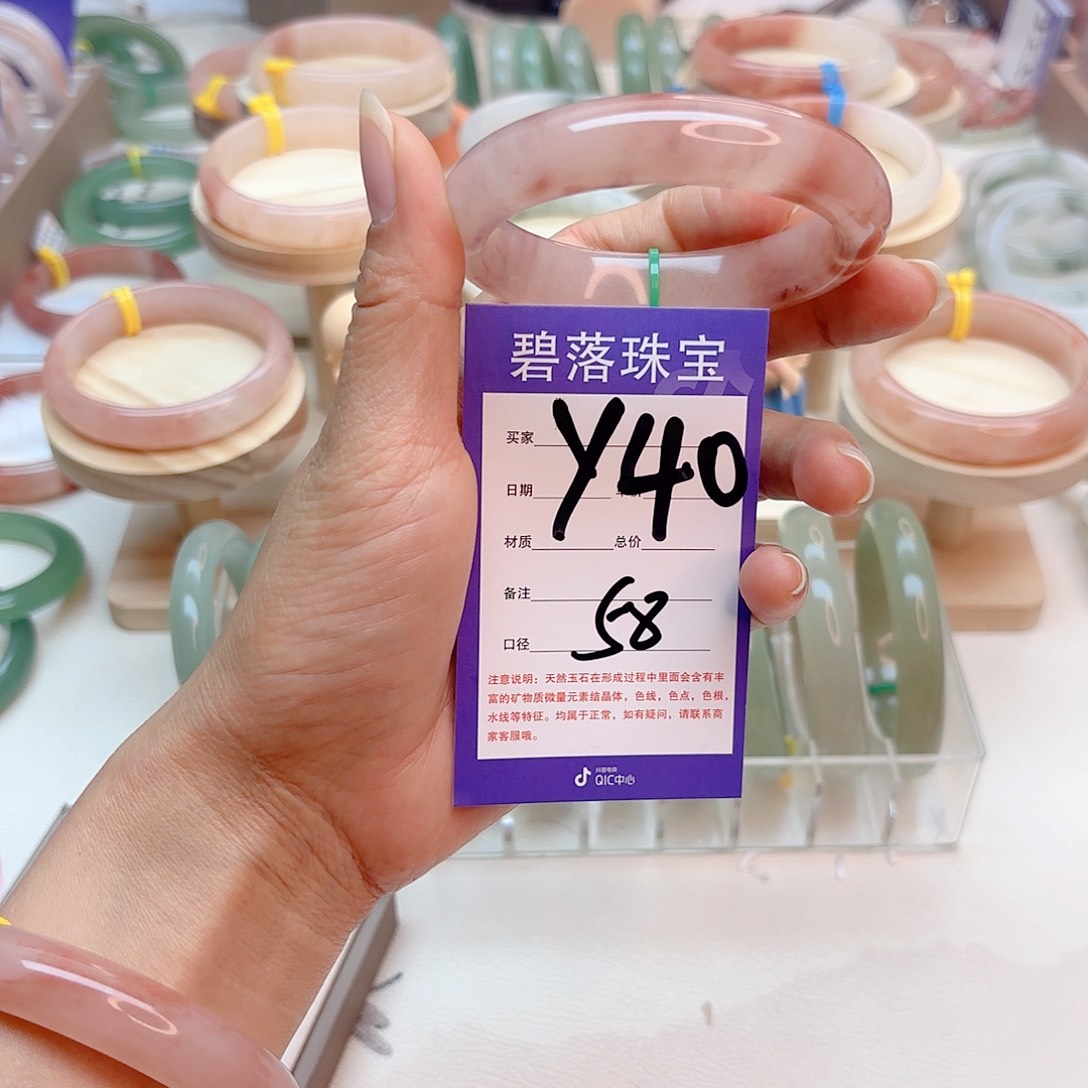 碧落珠宝
买家 Y40
日期
材质 总价
备注
口径 58
注意说明：天然玉石在形成过程中里面会含有丰
富的矿物质微量元素结晶体，色线，色点，色根，
水线等特征。均属于正常，如有疑问，请联系商
家客服哦。
抖音电商
QIC中心